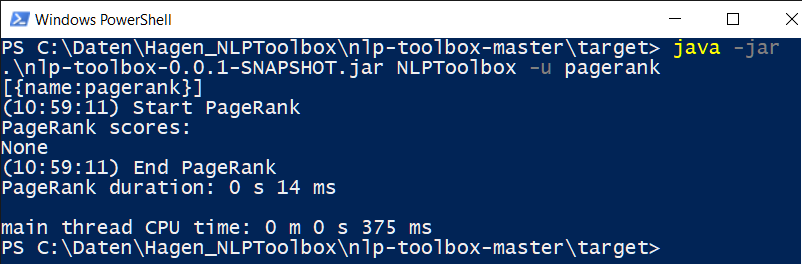 Windows PowerShell
PS C:\Daten\Hagen_NLPToolbox\nlp-toolbox-master\target> java -jar
.\nlp-toolbox-0.0.1-SNAPSHOT.jar NLPToolbox -u pagerank
[{name:pagerank}]
(10:59:11) Start PageRank
PageRank scores:
None
(10:59:11) End PageRank
PageRank duration: 0 s 14 ms
main thread CPU time: 0 m 0 s 375 ms
PS C:\Daten\Hagen_NLPToolbox\nlp-toolbox-master\target>